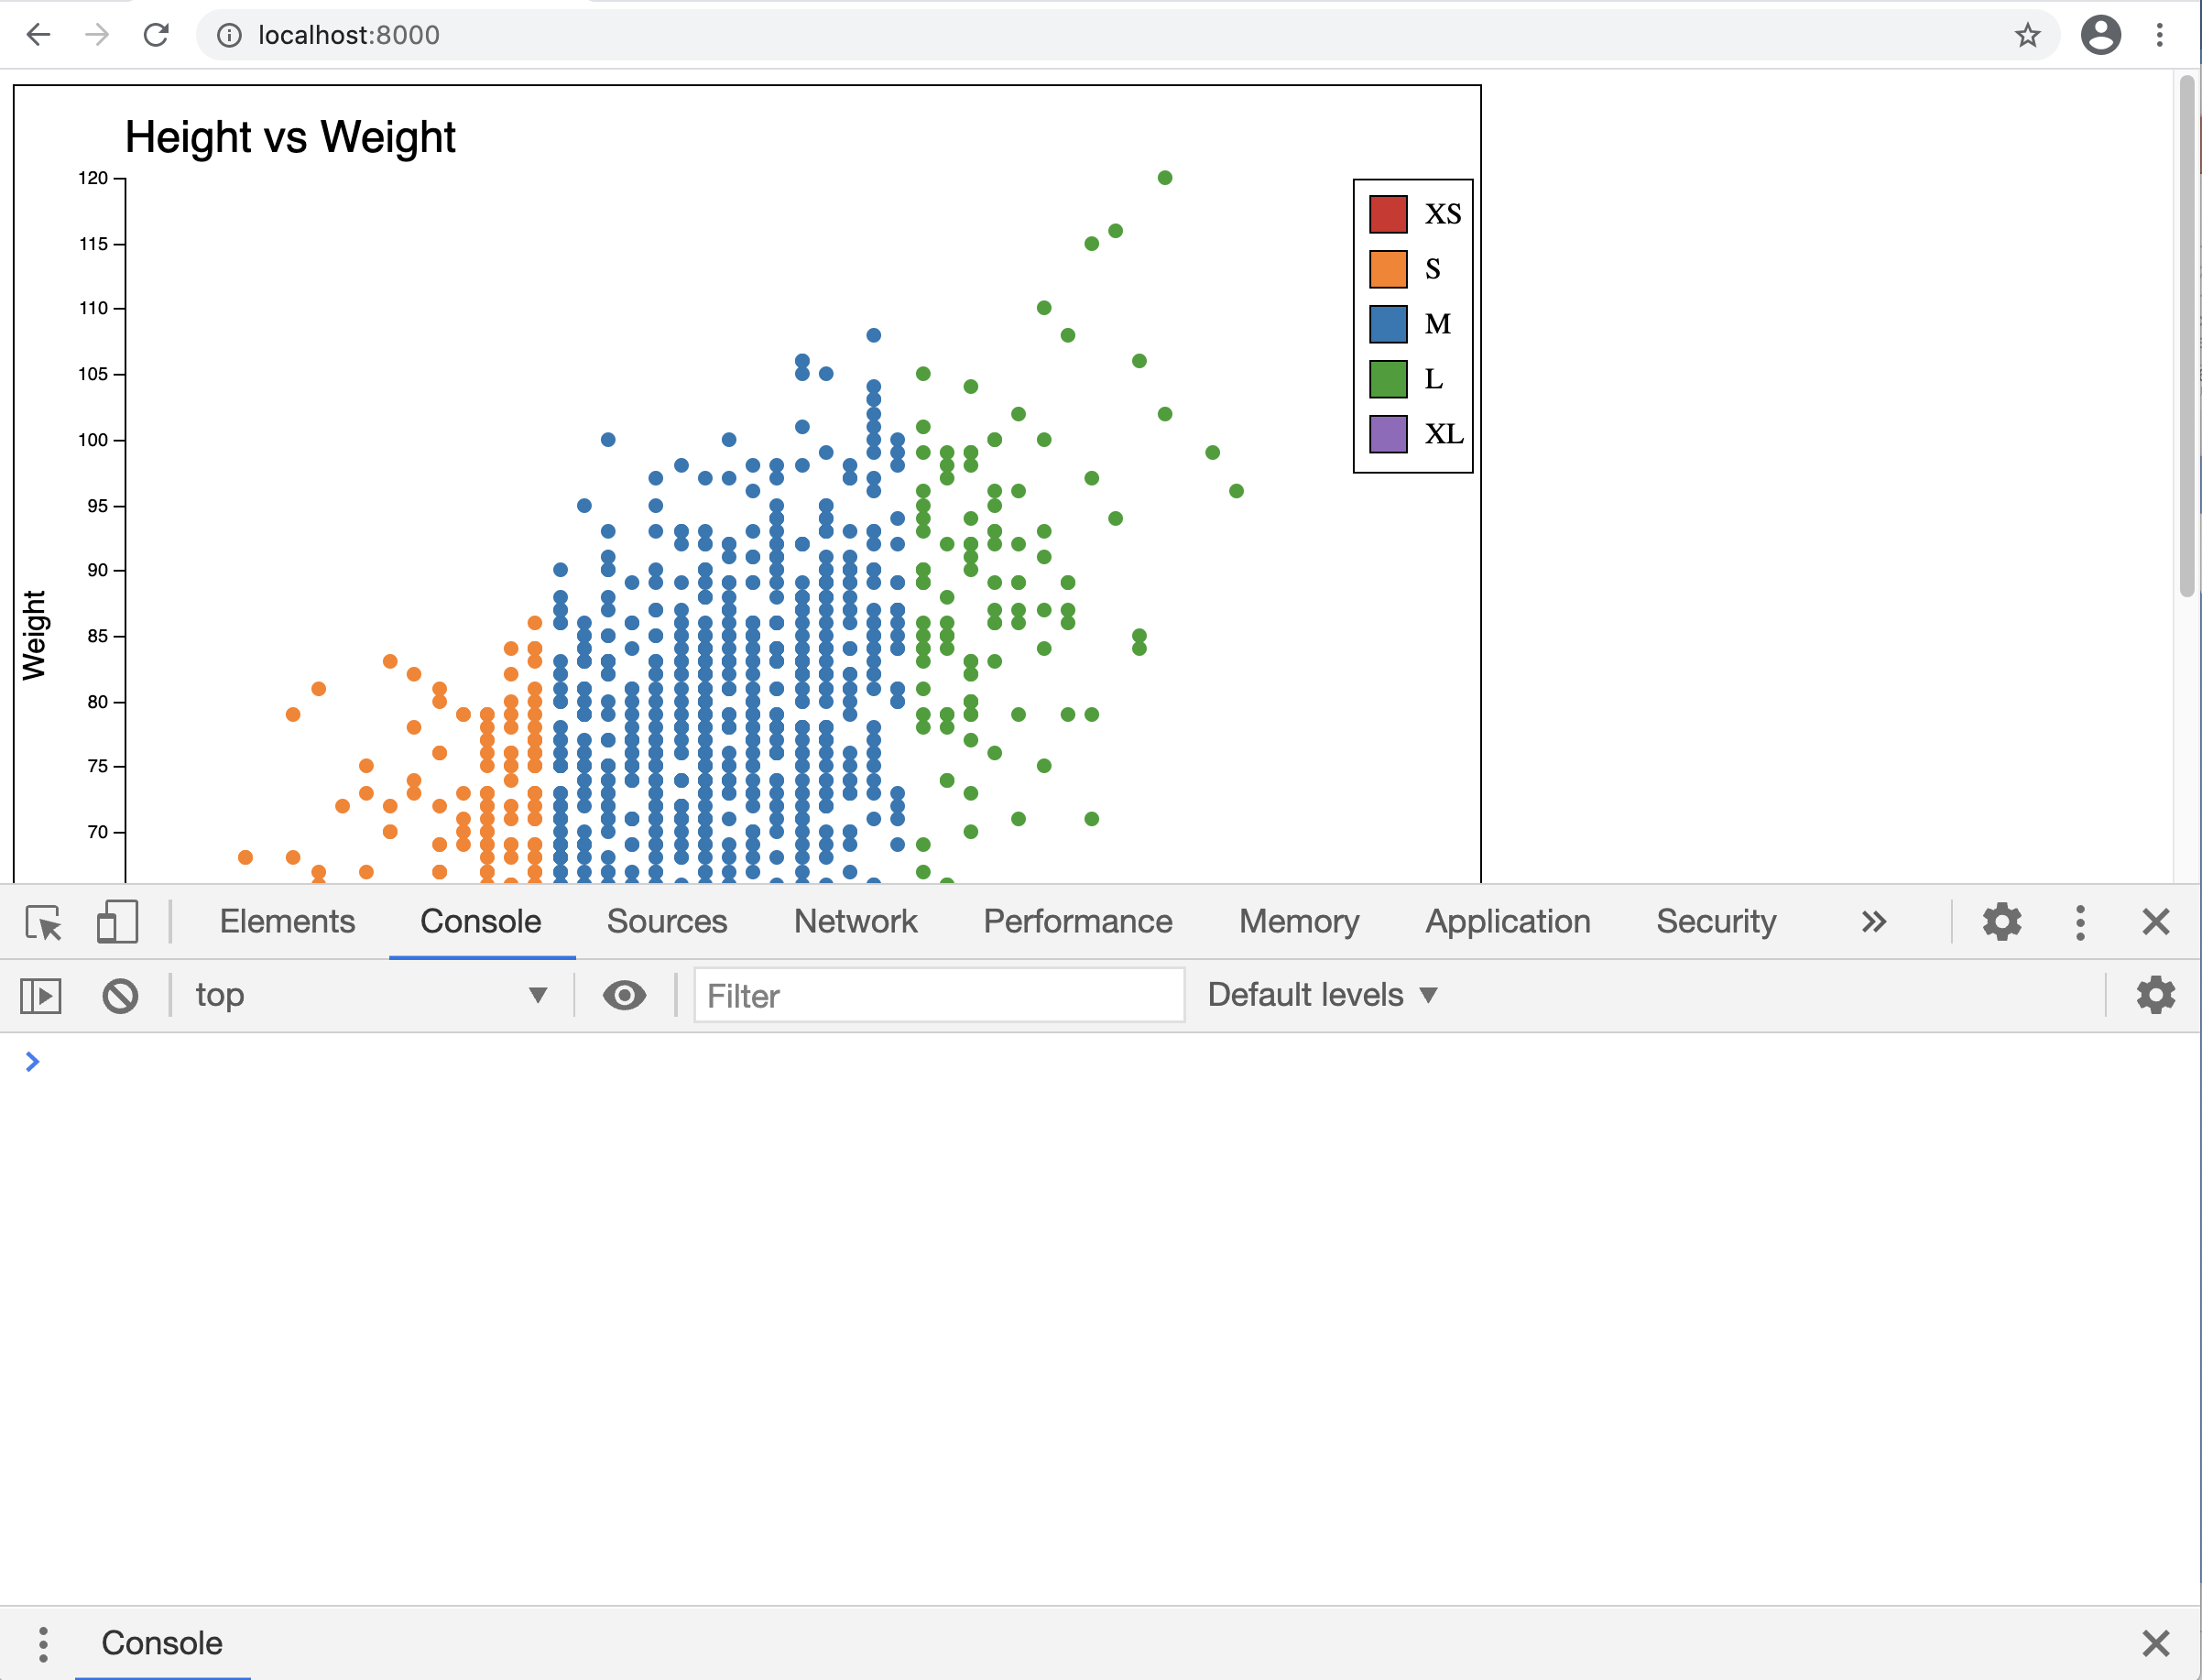 localhost:8000
Height vs Weight
120
115
110
105
100
95
90
85
80
75
70
Weight
XS
S
M
L
XL
Elements Console Sources Network Performance Memory Application Security
top Filter Default levels
Console